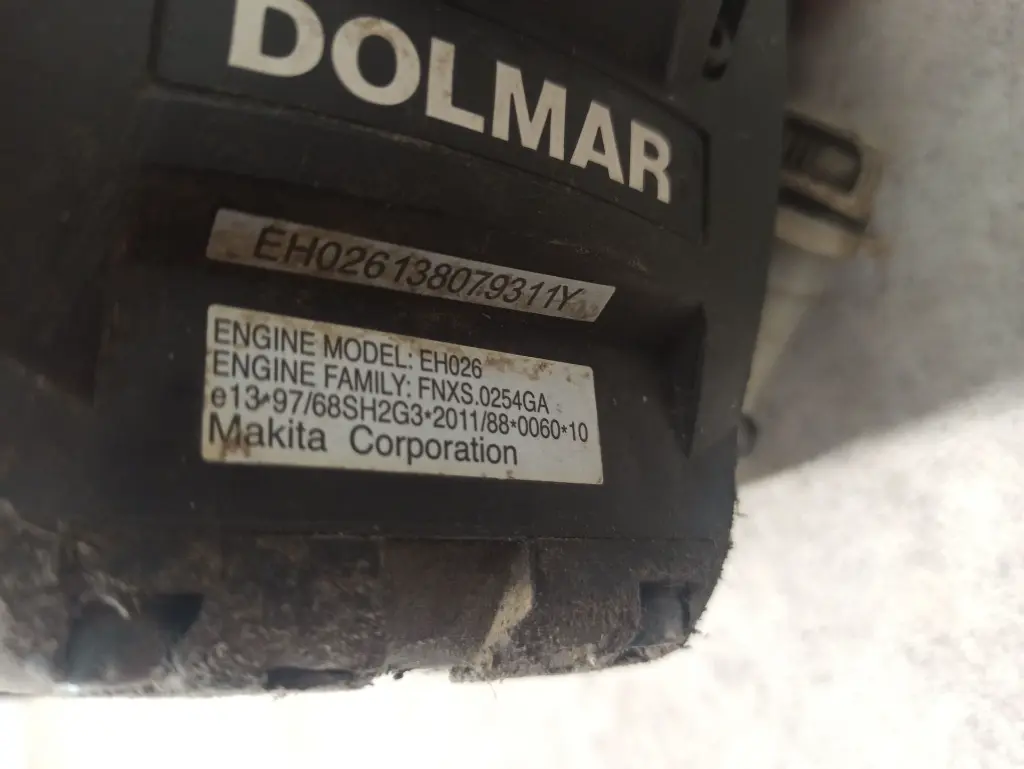 DOLMAR
EH026138079311Y
ENGINE MODEL: EH026
ENGINE FAMILY: FNXS.0254GA
e13*97/68SH2G3*2011/88*0060*10
Makita Corporation